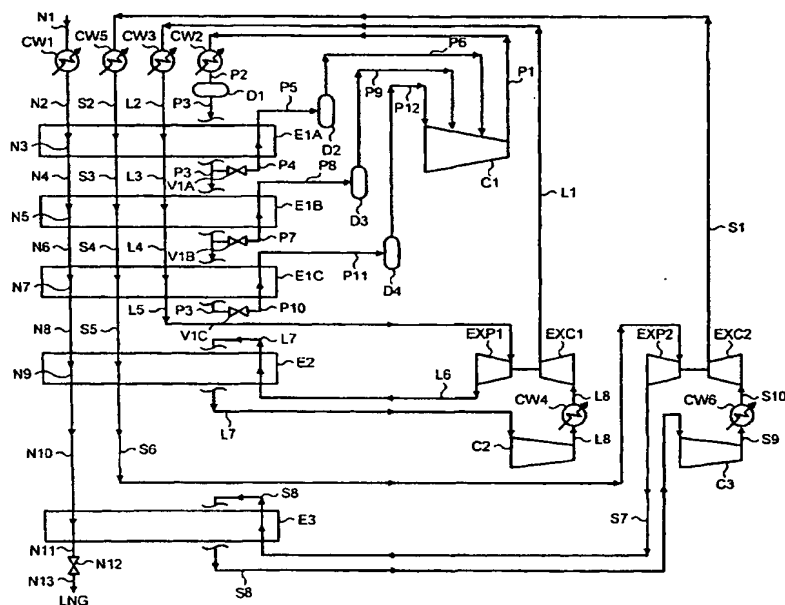 N1
CW1
CW5
CW3
CW2
P2
D1
P3
N2
S2
L2
P5
P6
P9
P12
P1
D2
C1
E1A
N3
N4
S3
L3
P3
V1A
P4
P8
D3
E1B
N5
N6
S4
L4
V1B
P7
P11
D4
E1C
N7
L5
P3
P10
V1C
N8
S5
L7
E2
N9
L6
L7
L1
S1
EXP1
EXC1
EXP2
EXC2
CW4
L8
L8
C2
CW6
S10
S9
C3
N10
S6
S7
S8
E3
N11
N12
N13
LNG
S8